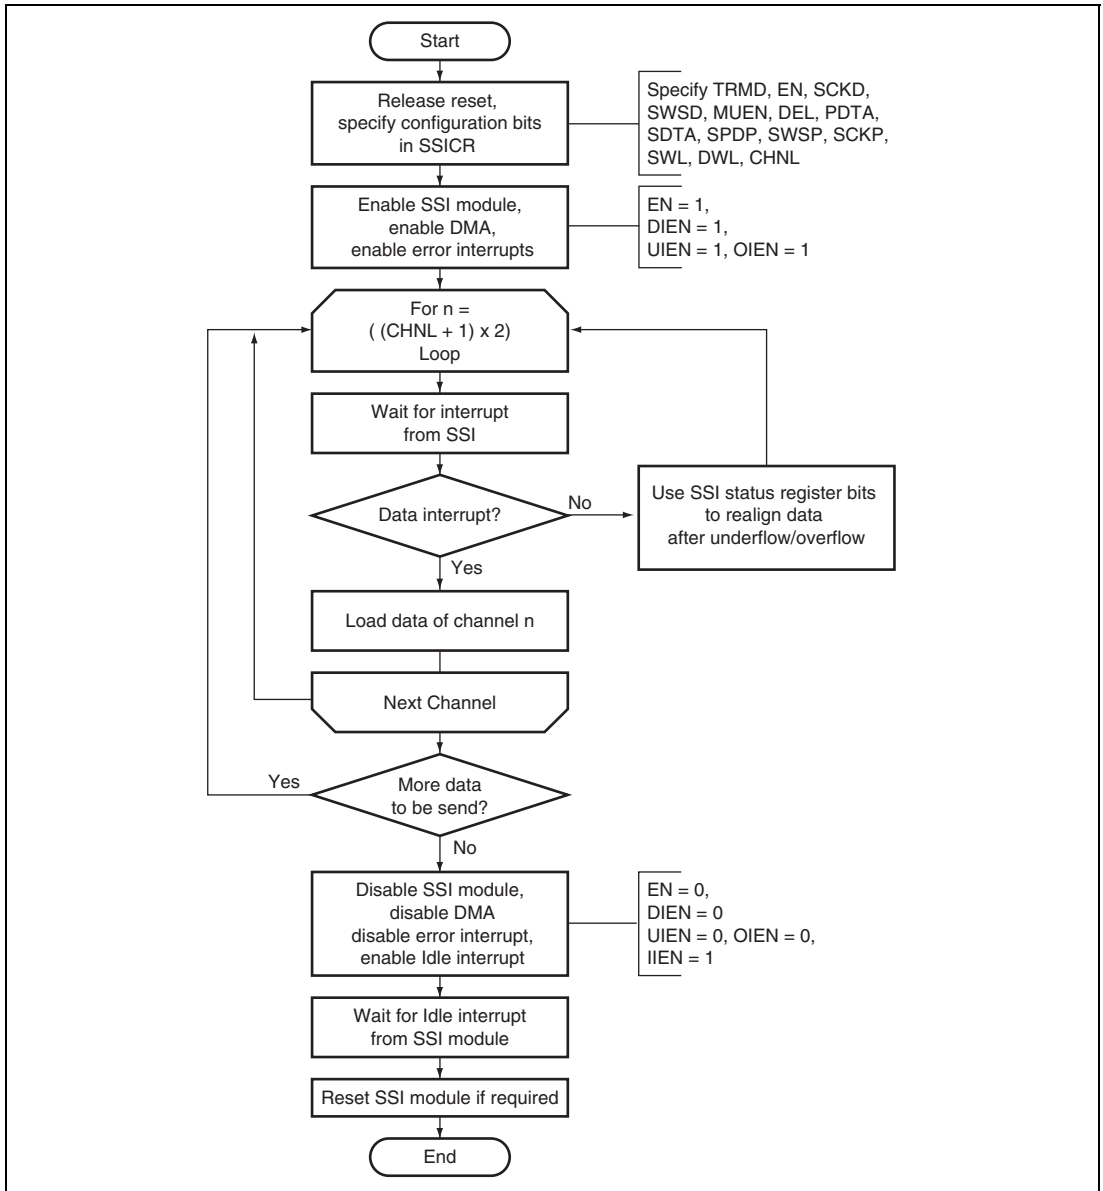 Start
Release reset,
specify configuration bits
in SSICR
Specify TRMD, EN, SCKD,
SWSD, MUEN, DEL, PDTA,
SDTA, SPDP, SWSP, SCKP,
SWL, DWL, CHNL
Enable SSI module,
enable DMA,
enable error interrupts
EN = 1,
DIEN = 1,
UIEN = 1, OIEN = 1
For n =
( (CHNL + 1) x 2)
Loop
Wait for interrupt
from SSI
Data interrupt?
No
Use SSI status register bits
to realign data
after underflow/overflow
Yes
Load data of channel n
Next Channel
Yes
More data
to be send?
No
Disable SSI module,
disable DMA
disable error interrupt,
enable Idle interrupt
EN = 0,
DIEN = 0
UIEN = 0, OIEN = 0,
IIEN = 1
Wait for Idle interrupt
from SSI module
Reset SSI module if required
End